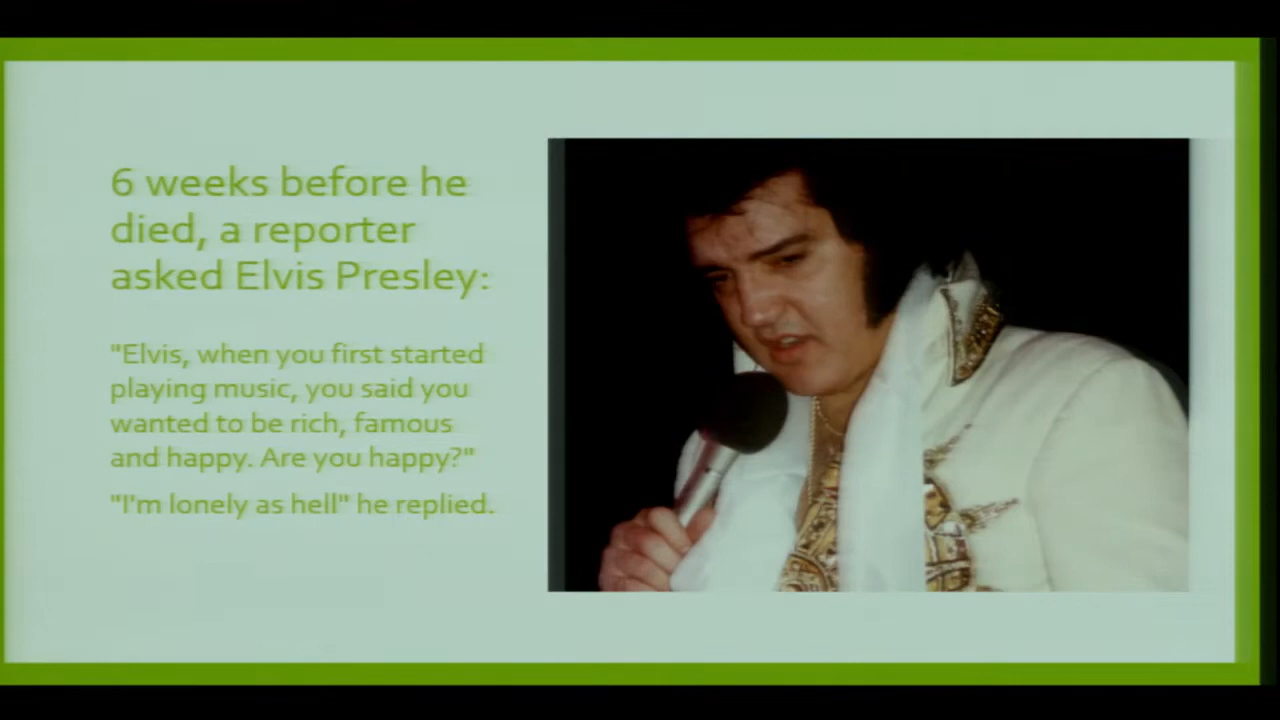 6 weeks before he
died, a reporter
asked Elvis Presley:
"Elvis, when you first started
playing music, you said you
wanted to be rich, famous
and happy. Are you happy?"
"I'm lonely as hell" he replied.